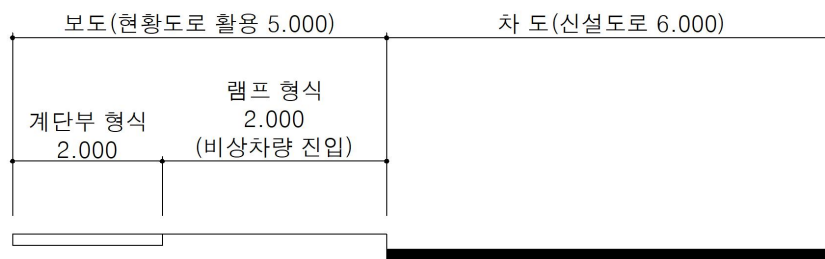 보도(현황도로 활용 5.000)
차 도(신설도로 6.000)
계단부 형식
2.000
램프 형식
2.000
(비상차량 진입)